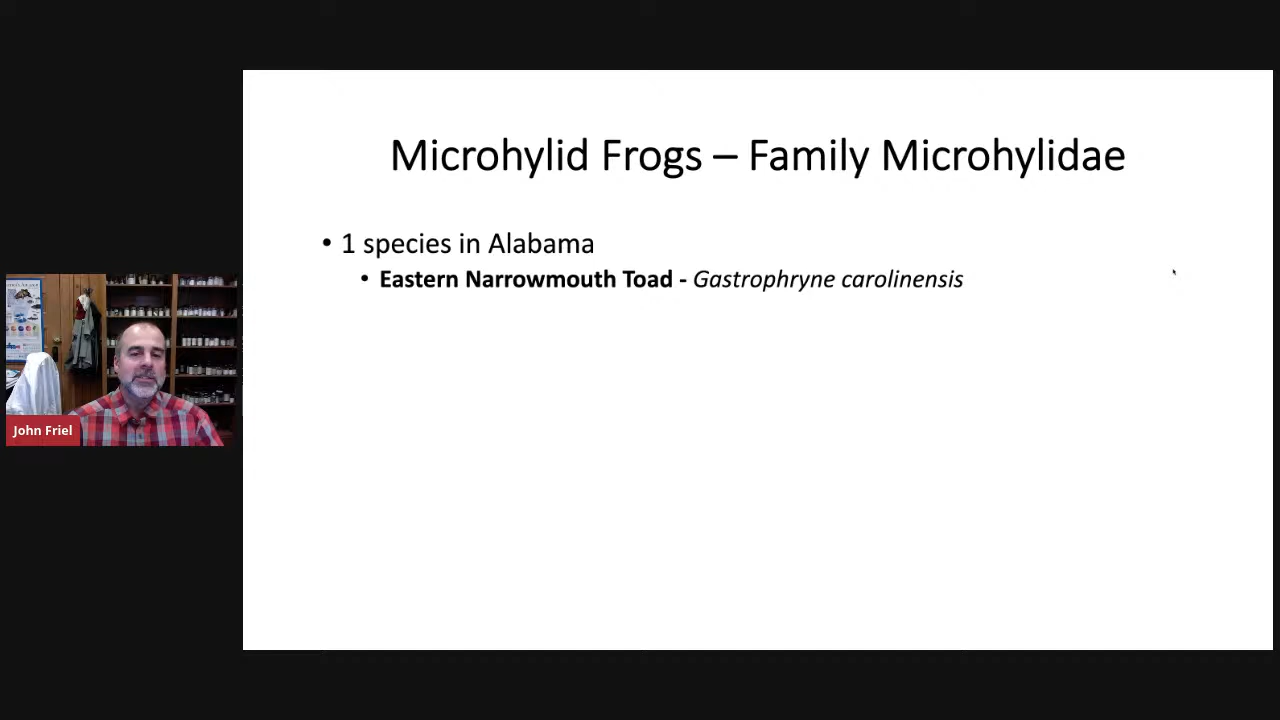 Microhylid Frogs – Family Microhylidae
• 1 species in Alabama
• Eastern Narrowmouth Toad - Gastrophryne carolinensis
John Friel